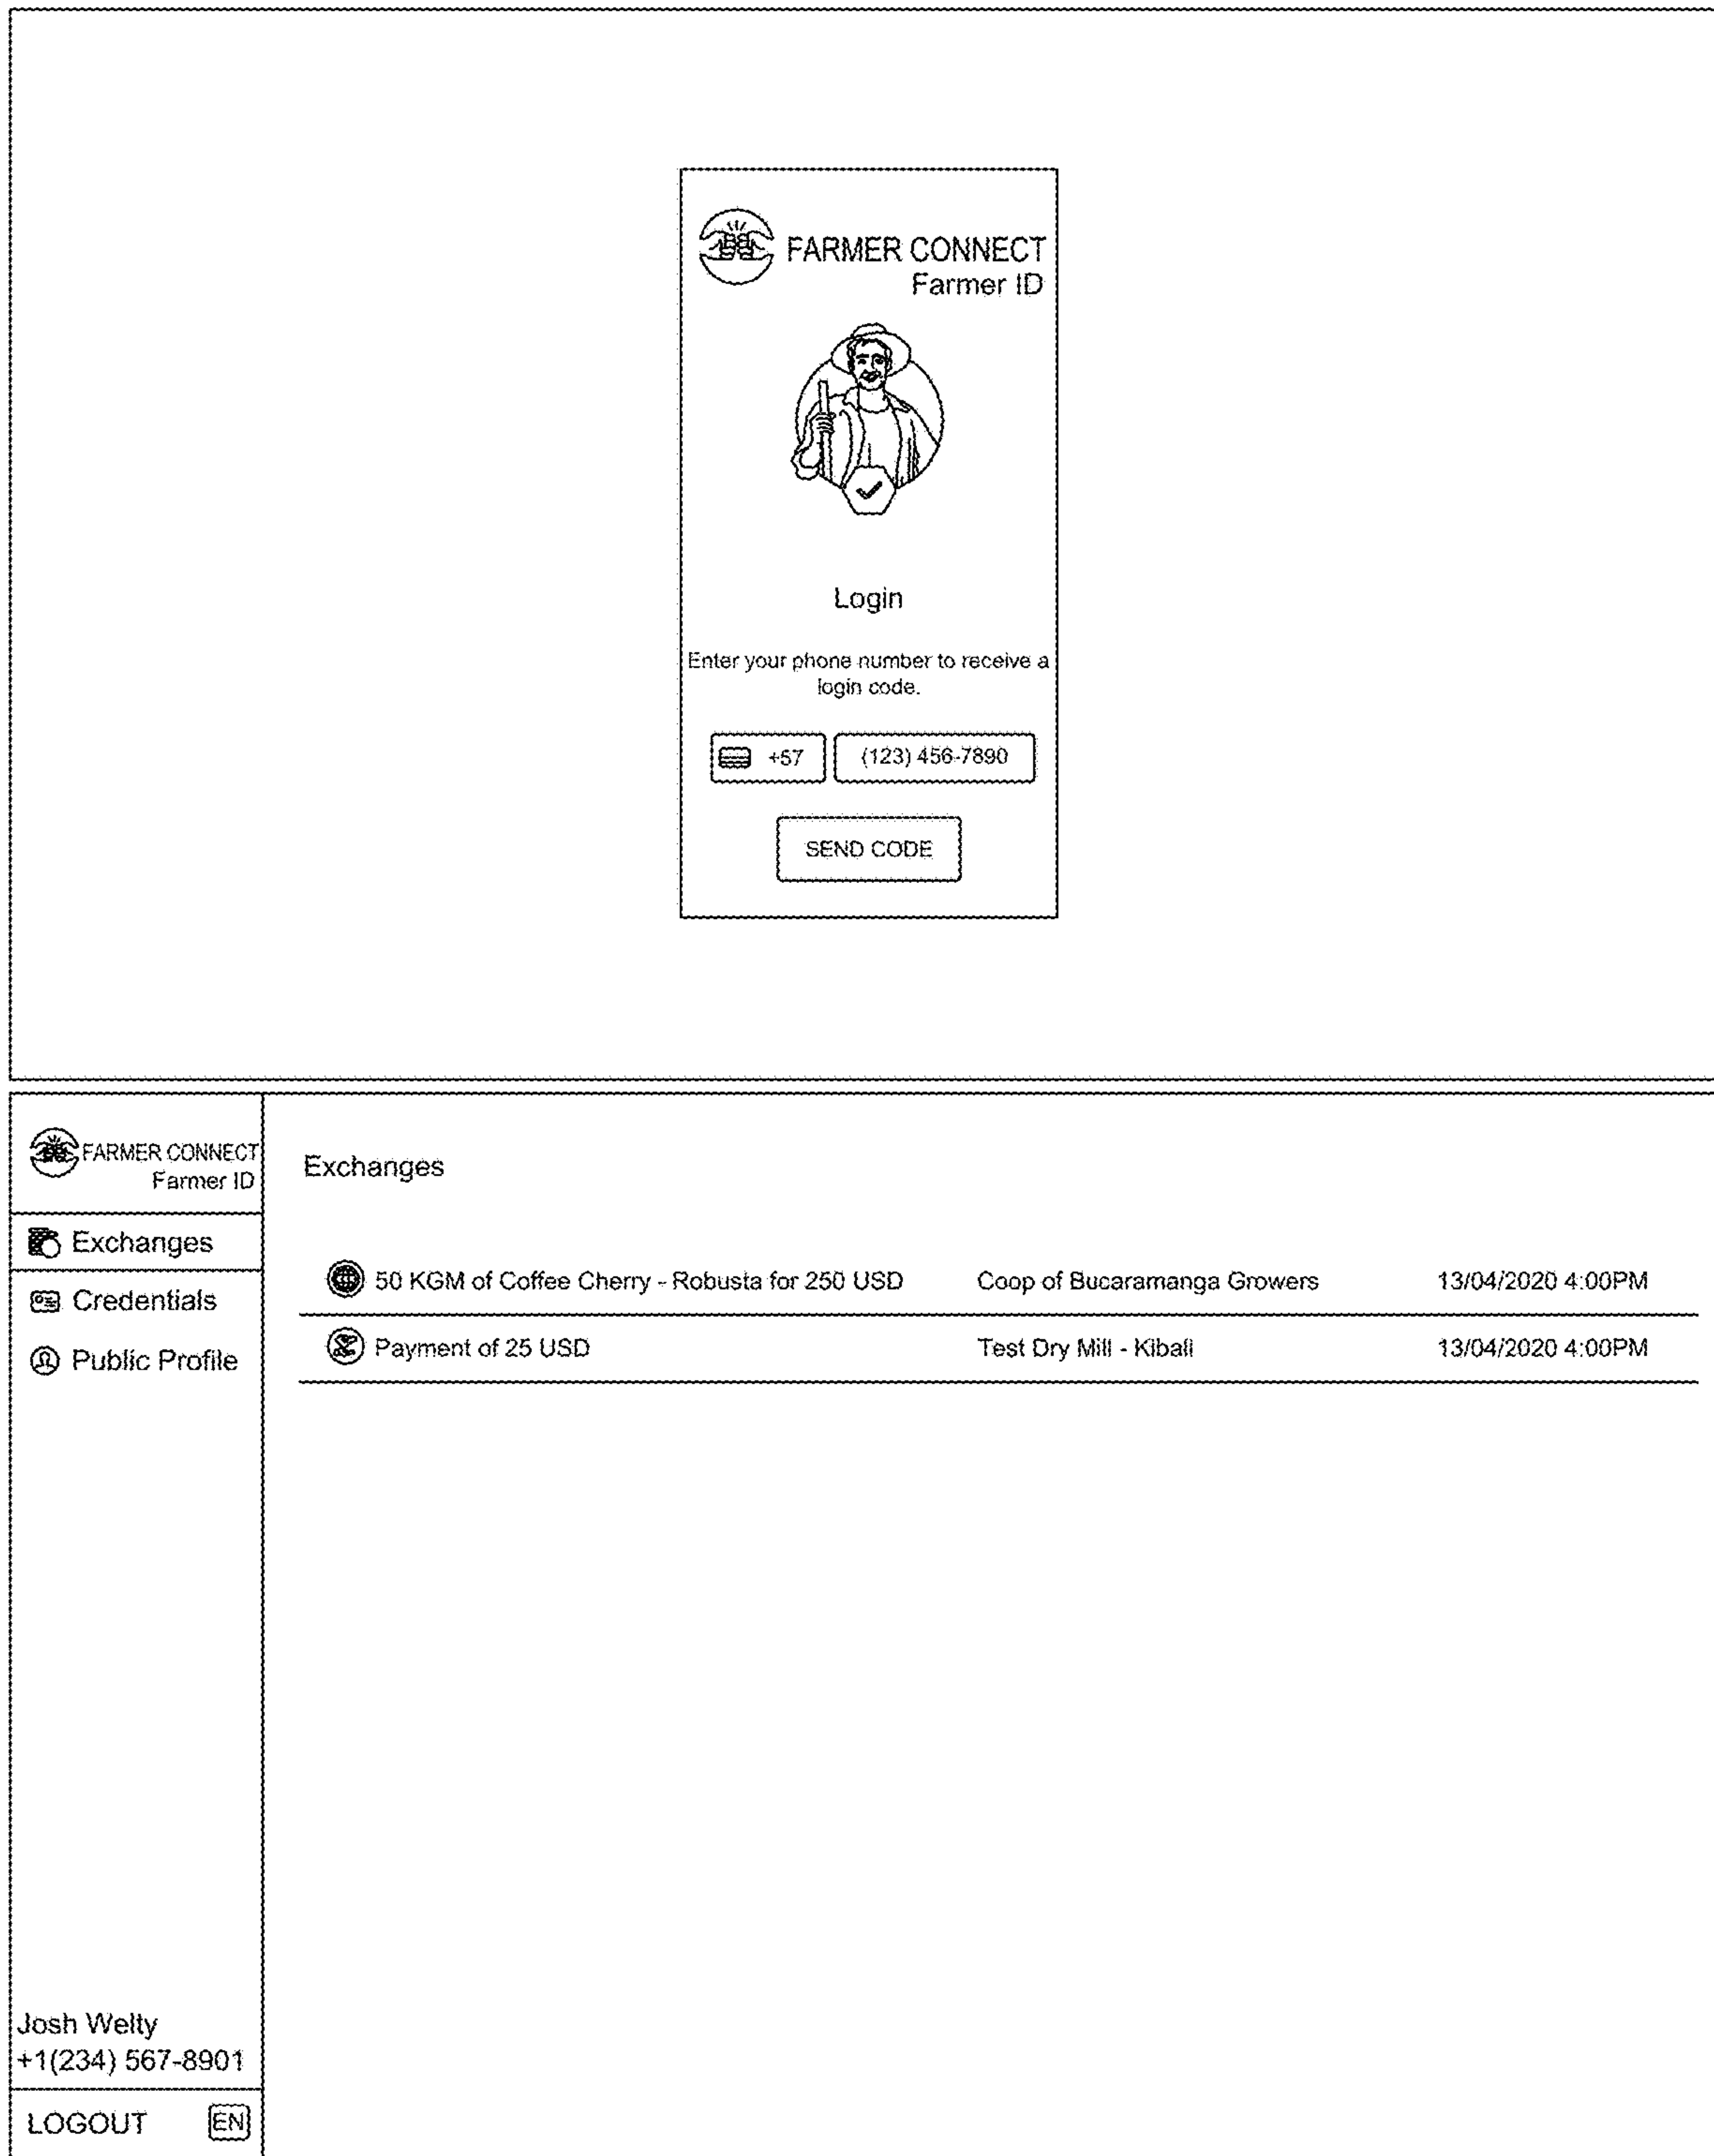 FARMER CONNECT
Farmer ID
Login
Enter your phone number to receive a
login code.
+57 (123) 456-7890
SEND CODE
FARMER CONNECT
Farmer ID
Exchanges
Credentials
Public Profile
Josh Welty
+1(234) 567-8901
LOGOUT EN
Exchanges
50 KGM of Coffee Cherry - Robusta for 250 USD Coop of Bucaramanga Growers 13/04/2020 4:00PM
Payment of 25 USD Test Dry Mill - Kibali 13/04/2020 4:00PM